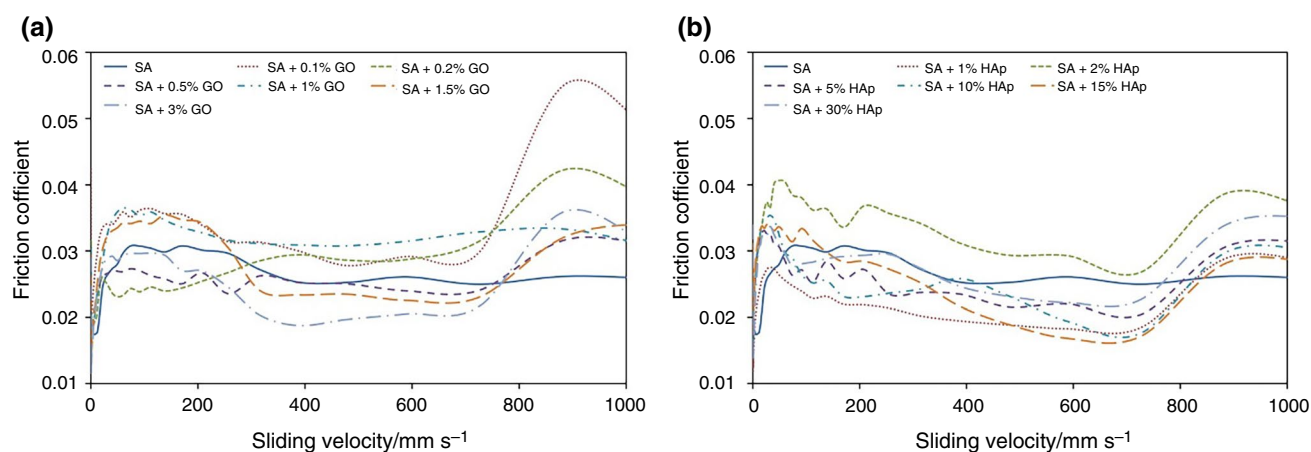 (a)
0.06
0.05
0.04
0.03
0.02
0.01
Friction cofficient
SA SA + 0.1% GO SA + 0.2% GO
SA + 0.5% GO SA + 1% GO SA + 1.5% GO
SA + 3% GO
0 200 400 600 800 1000
Sliding velocity/mm s⁻¹
(b)
0.06
0.05
0.04
0.03
0.02
0.01
Friction cofficient
SA SA + 1% HAp SA + 2% HAp
SA + 5% HAp SA + 10% HAp SA + 15% HAp
SA + 30% HAp
0 200 400 600 800 1000
Sliding velocity/mm s⁻¹